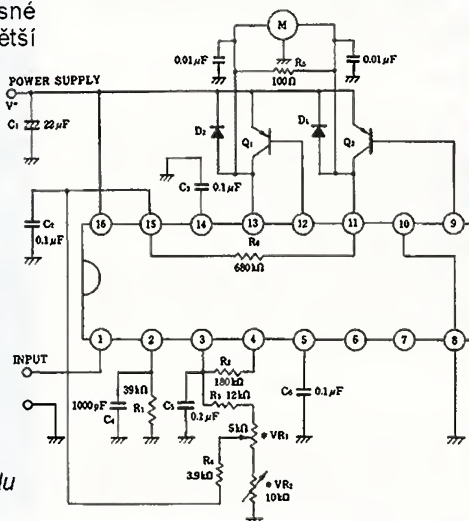 sné
ětší
POWER SUPPLY
V+
C1
22μF
C2
0.1μF
0.01μF
M
0.01μF
R5
100Ω
D2
Q1
D1
Q2
C3
0.1μF
16
15
14
13
12
11
10
9
R6
680kΩ
1
2
3
4
5
6
7
8
INPUT
1000pF
C4
39kΩ
R1
C5
0.1μF
R2
180kΩ
R3 12kΩ
5kΩ
* VR1
R4
3.9kΩ
* VR2
10kΩ
C6
0.1μF
du